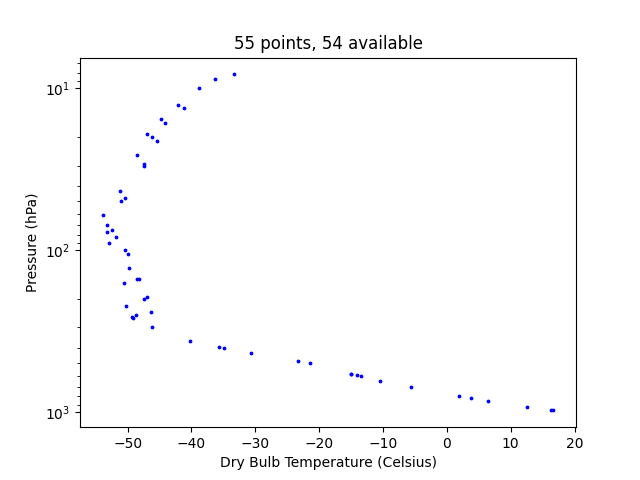 55 points, 54 available
Pressure (hPa)
10¹
10²
10³
−50 −40 −30 −20 −10 0 10 20
Dry Bulb Temperature (Celsius)